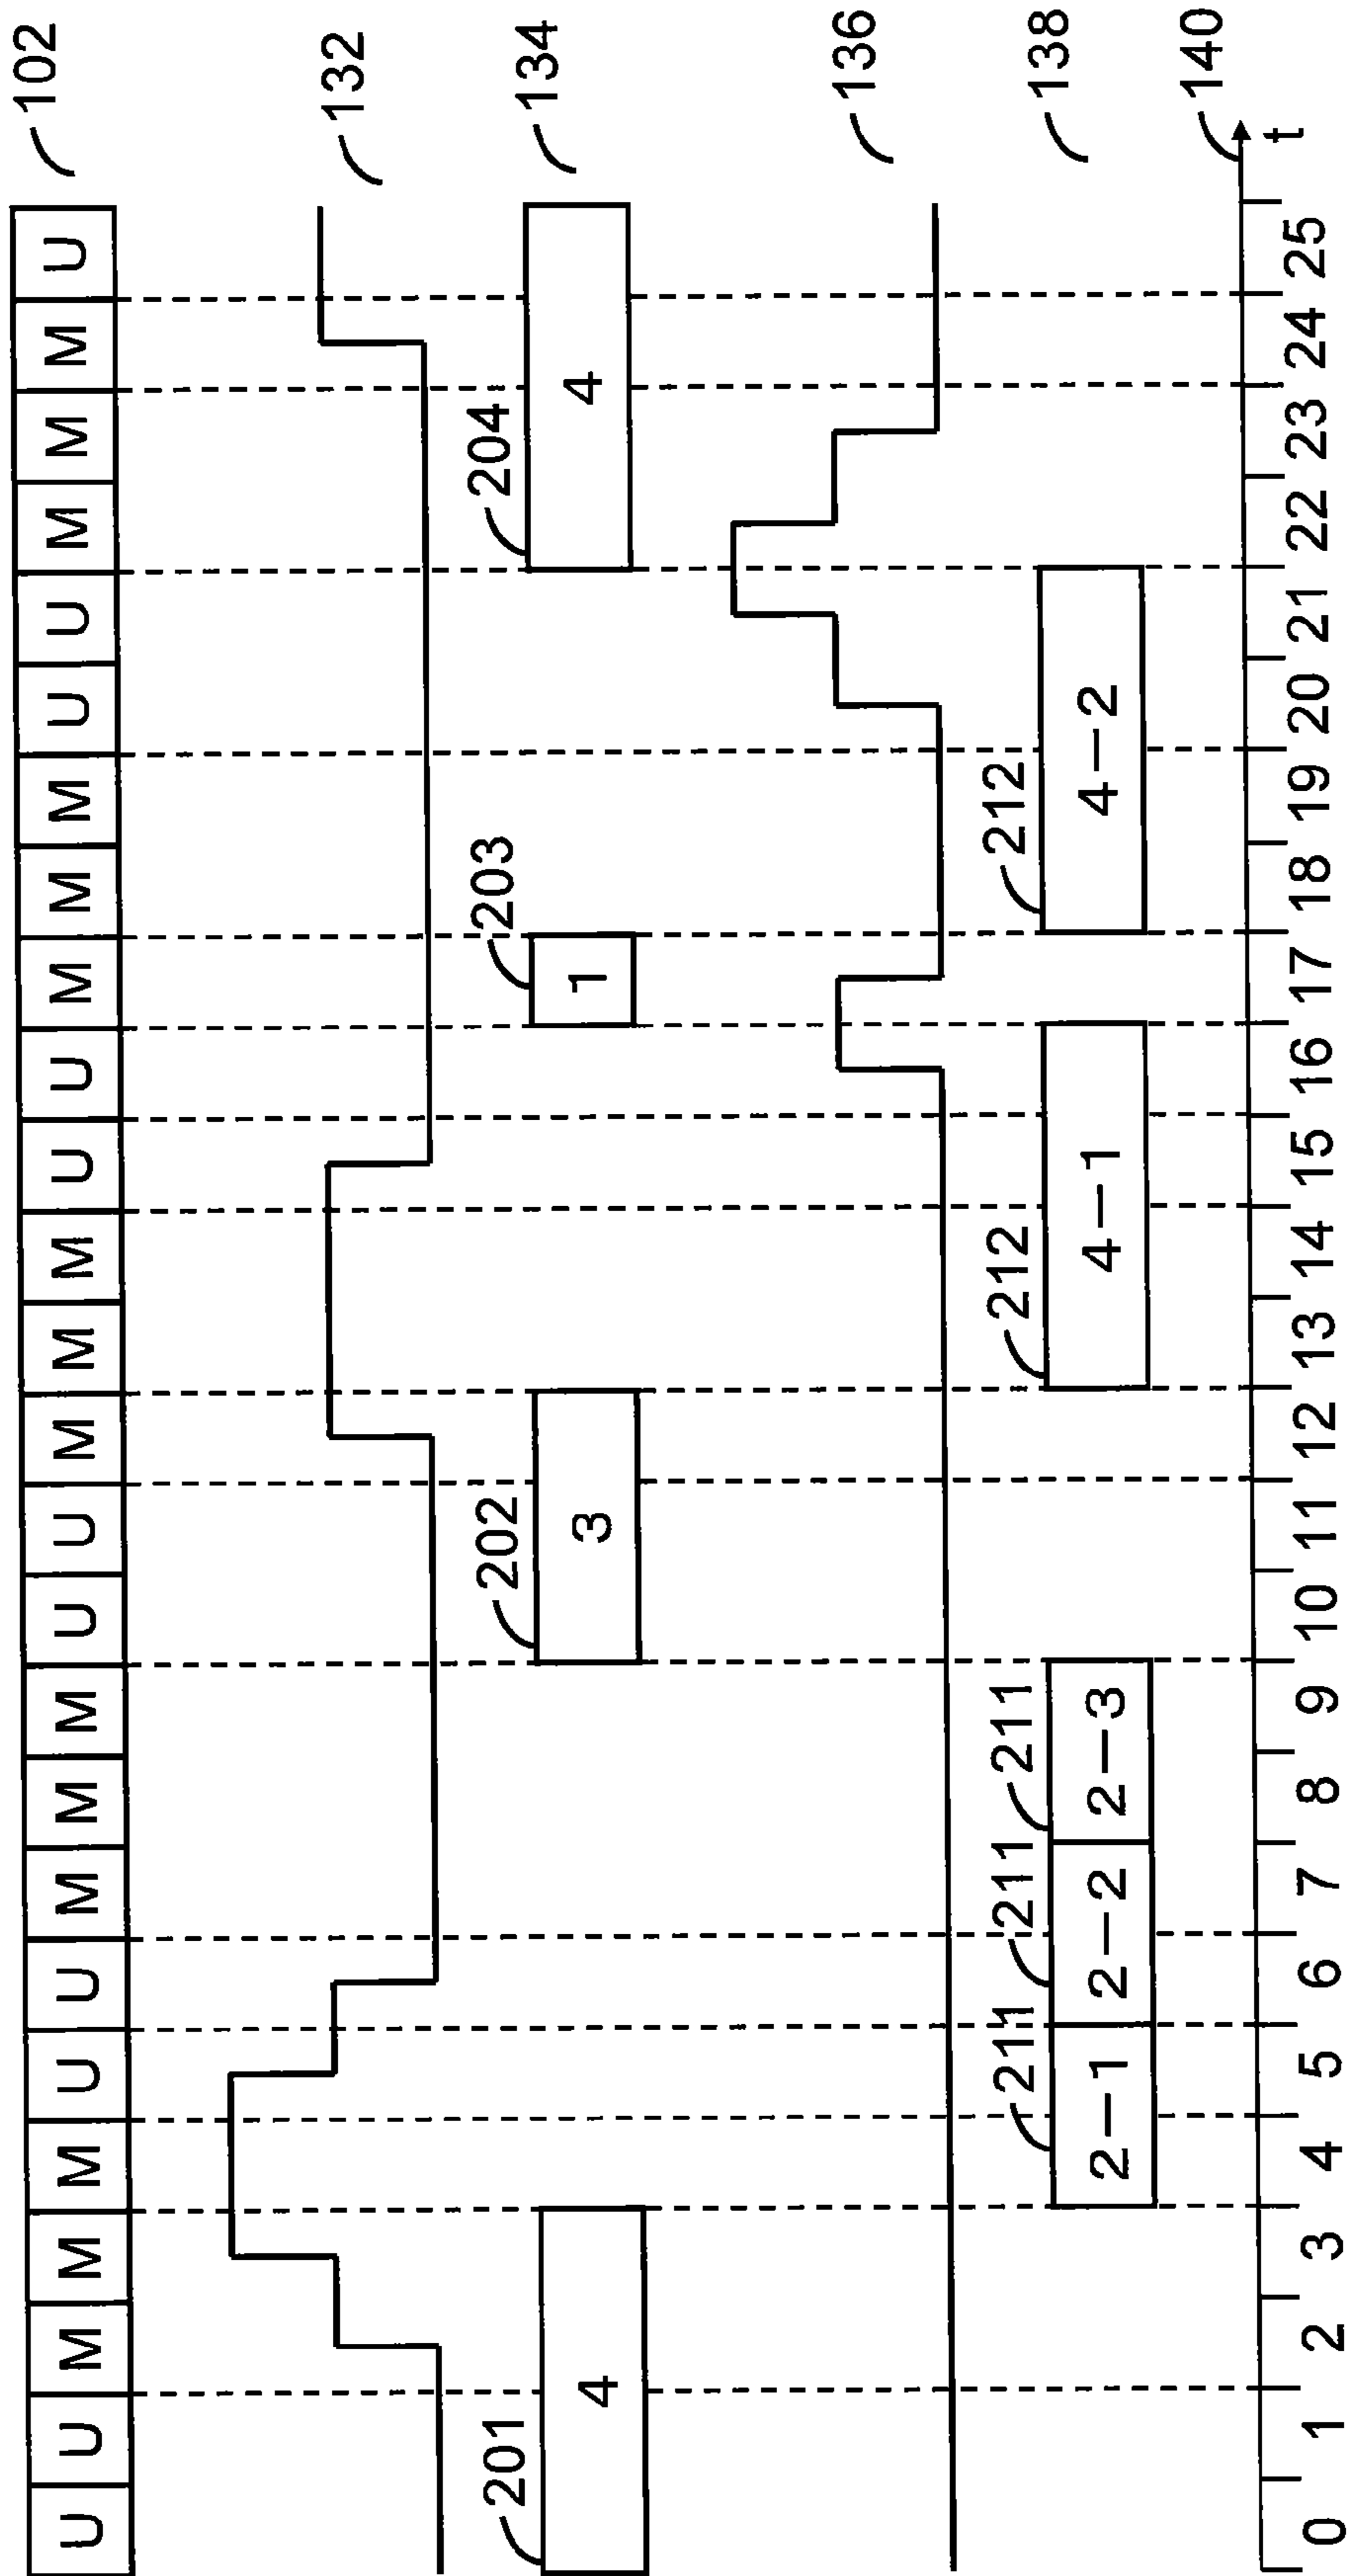 U U M M M U U M M M U U M M M U U M M M U U M M M U 102
132
201 202 203 204 134
4 3 1 4
136
211 211 211 212 212 138
2-1 2-2 2-3 4-1 4-2
140
t
0 1 2 3 4 5 6 7 8 9 10 11 12 13 14 15 16 17 18 19 20 21 22 23 24 25